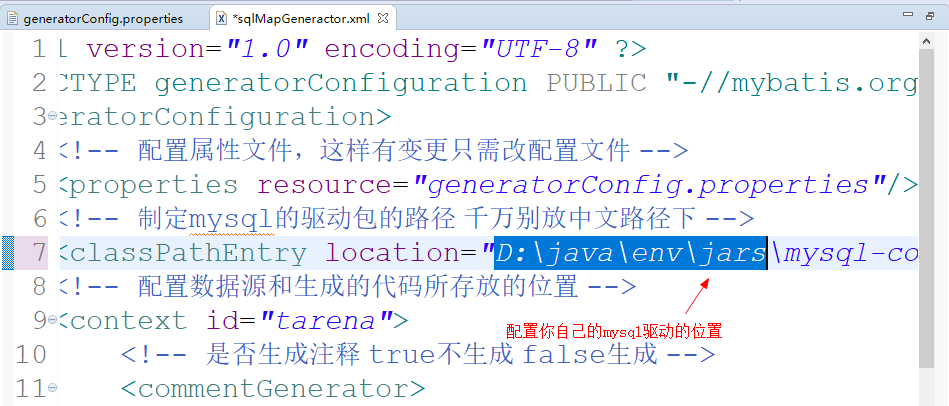 generatorConfig.properties
*sqlMapGeneractor.xml
1 l version="1.0" encoding="UTF-8" ?>
2 CTYPE generatorConfiguration PUBLIC "-//mybatis.org
3 eratorConfiguration>
4 <!-- 配置属性文件，这样有变更只需改配置文件 -->
5 <properties resource="generatorConfig.properties"/>
6 <!-- 制定mysql的驱动包的路径 千万别放中文路径下 -->
7 <classPathEntry location="D:\java\env\jars\mysql-co
8 <!-- 配置数据源和生成的代码所存放的位置 -->
9 <context id="tarena">
配置你自己的mysql驱动的位置
10 <!-- 是否生成注释 true不生成 false生成 -->
11 <commentGenerator>